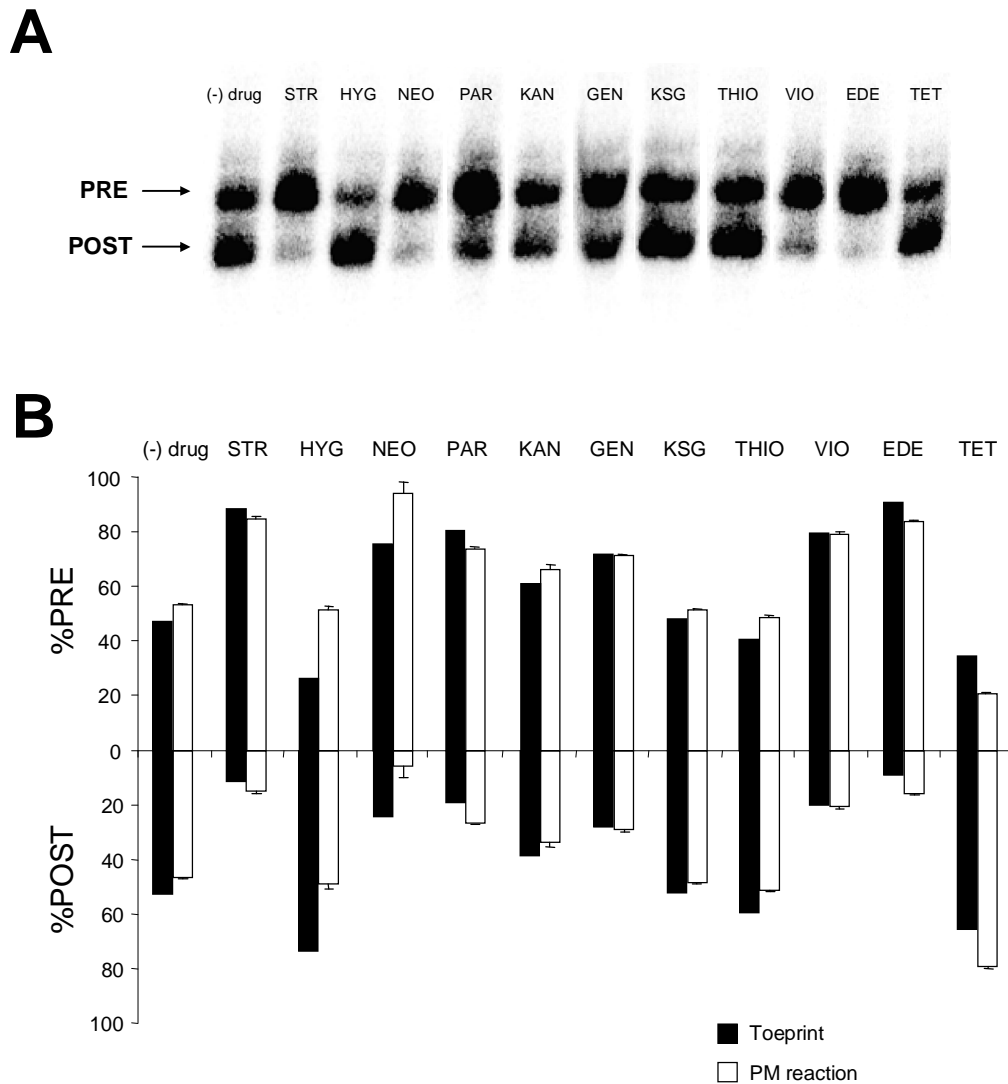 A
(-) drug STR HYG NEO PAR KAN GEN KSG THIO VIO EDE TET
PRE
POST
B
(-) drug STR HYG NEO PAR KAN GEN KSG THIO VIO EDE TET
100
80
60
40
20
0
20
40
60
80
100
%PRE
%POST
Toeprint
PM reaction